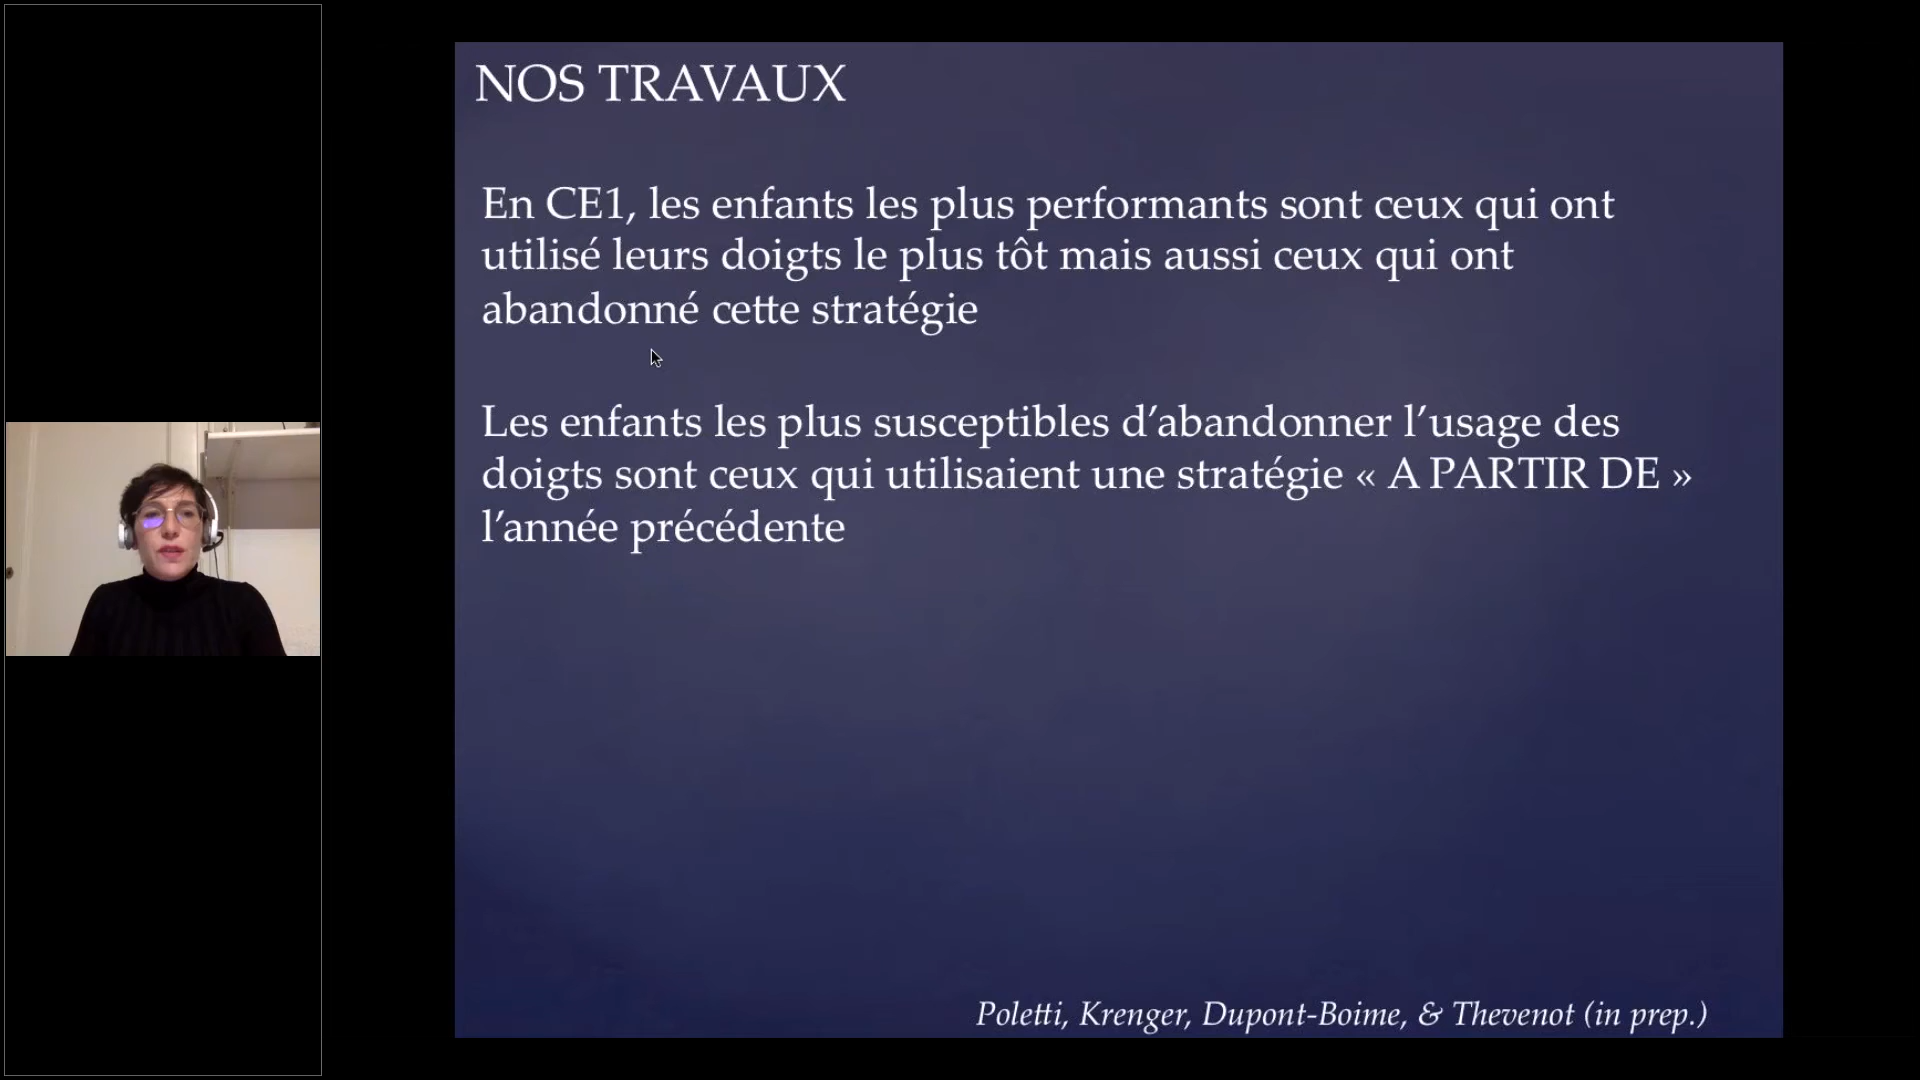 NOS TRAVAUX
En CE1, les enfants les plus performants sont ceux qui ont
utilisé leurs doigts le plus tôt mais aussi ceux qui ont
abandonné cette stratégie
Les enfants les plus susceptibles d’abandonner l’usage des
doigts sont ceux qui utilisaient une stratégie « A PARTIR DE »
l’année précédente
Poletti, Krenger, Dupont-Boime, & Thevenot (in prep.)